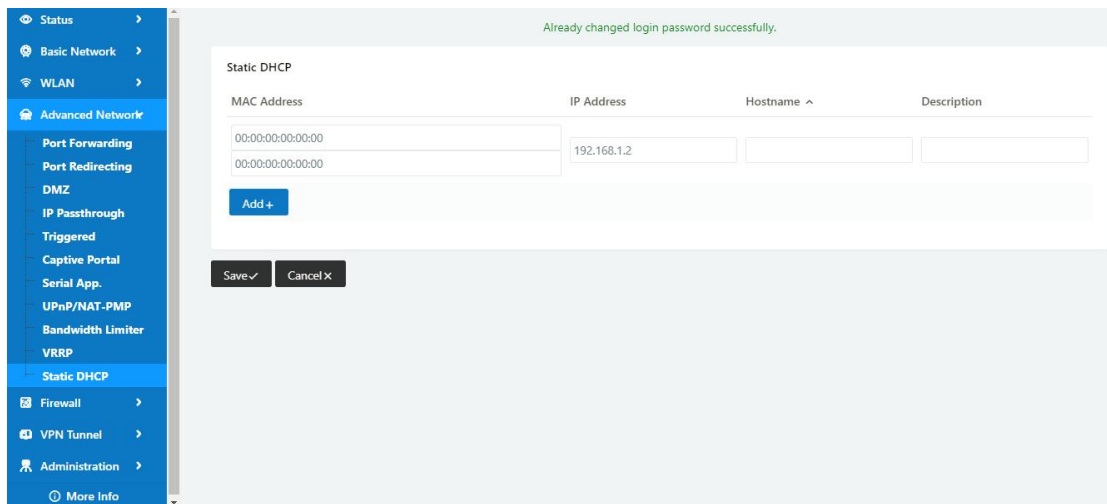 Status
Basic Network
WLAN
Advanced Network
Port Forwarding
Port Redirecting
DMZ
IP Passthrough
Triggered
Captive Portal
Serial App.
UPnP/NAT-PMP
Bandwidth Limiter
VRRP
Static DHCP
Firewall
VPN Tunnel
Administration
More Info
Already changed login password successfully.
Static DHCP
MAC Address IP Address Hostname Description
00:00:00:00:00:00
192.168.1.2
00:00:00:00:00:00
Add +
Save Cancel